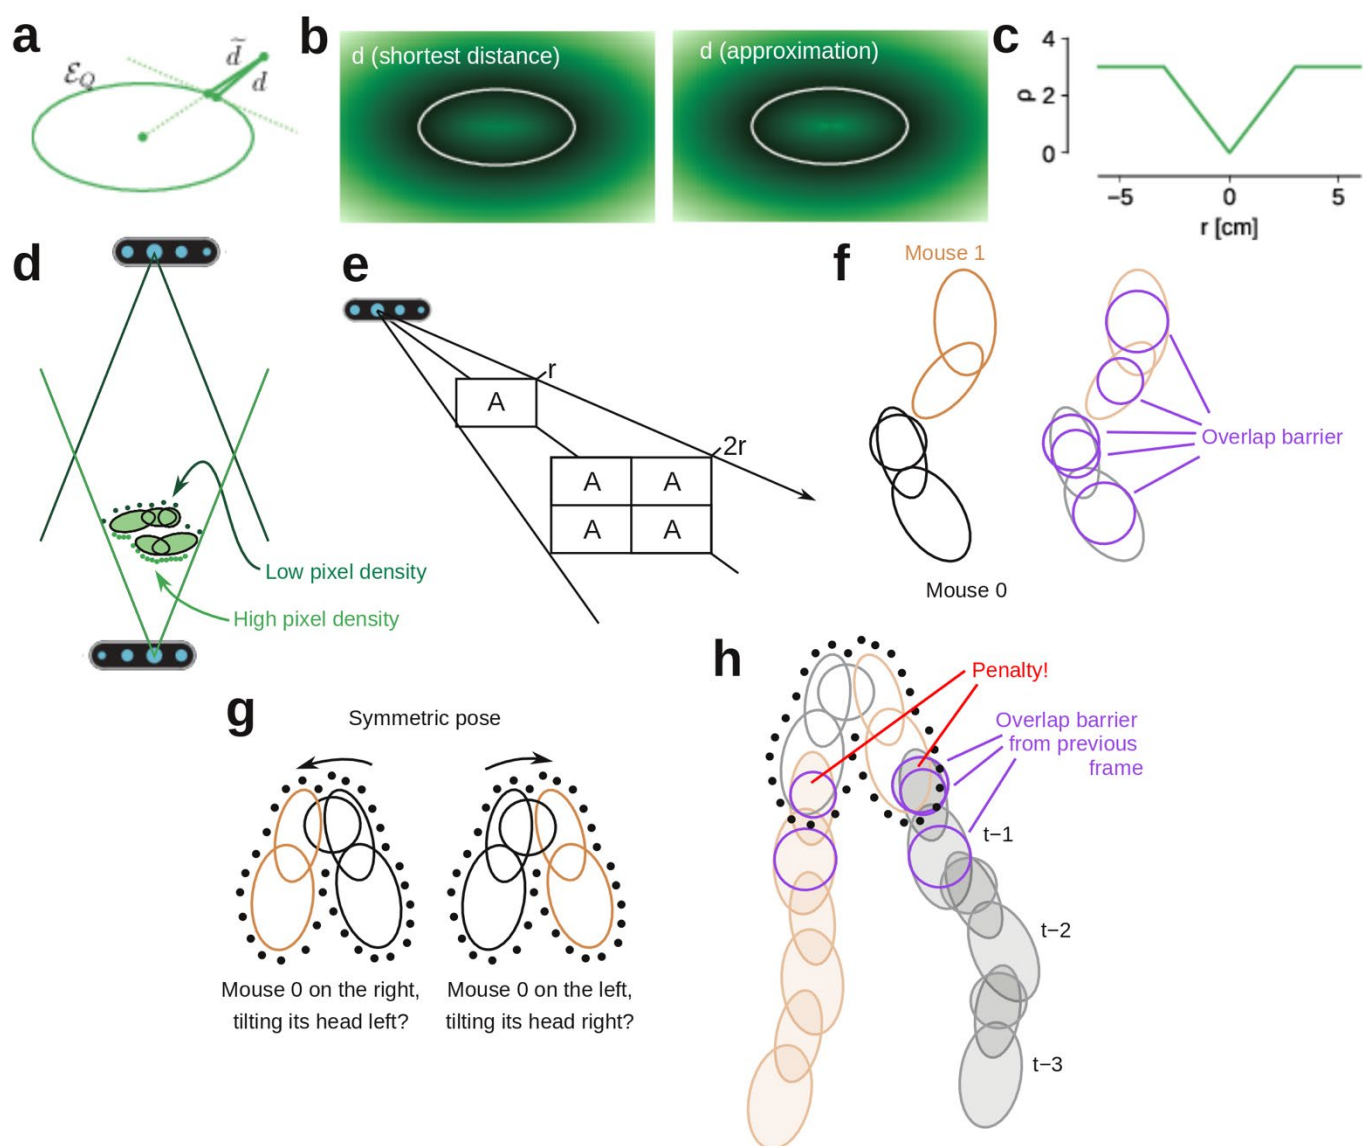 a
ℰQ
d̃
d
b
d (shortest distance)
d (approximation)
c
4
2
0
ρ
−5
0
5
r [cm]
d
Low pixel density
High pixel density
e
r
A
2r
A
A
A
A
f
Mouse 1
Overlap barrier
Mouse 0
g
Symmetric pose
Mouse 0 on the right,
tilting its head left?
Mouse 0 on the left,
tilting its head right?
h
Penalty!
Overlap barrier
from previous
frame
t−1
t−2
t−3